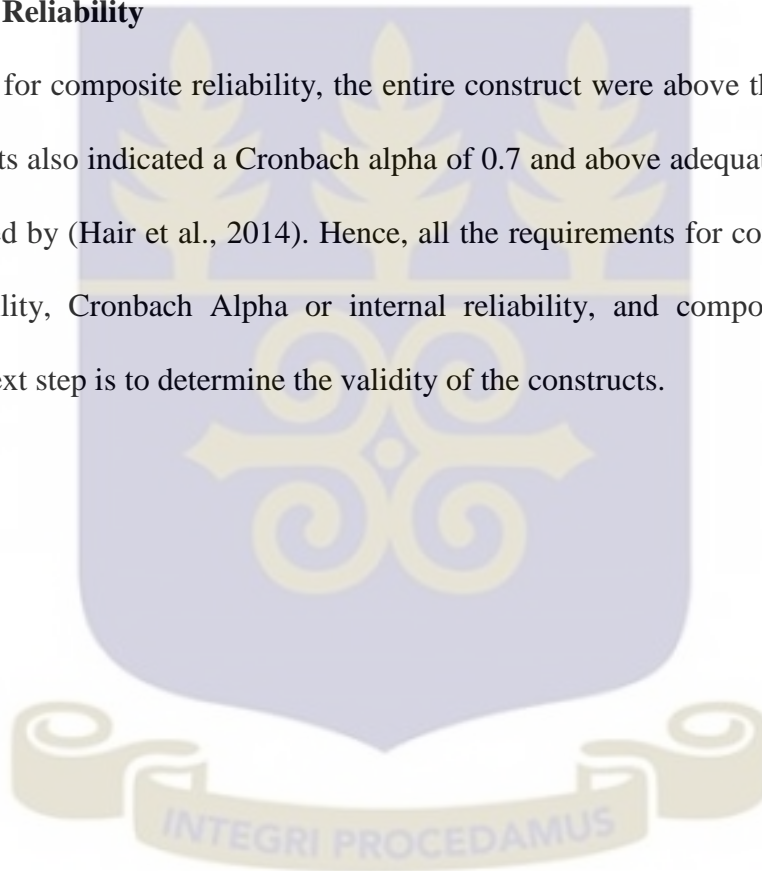 Reliability
for composite reliability, the entire construct were above th
ts also indicated a Cronbach alpha of 0.7 and above adequat
ed by (Hair et al., 2014). Hence, all the requirements for co
ility, Cronbach Alpha or internal reliability, and compo
ext step is to determine the validity of the constructs.
INTEGRI PROCEDAMUS